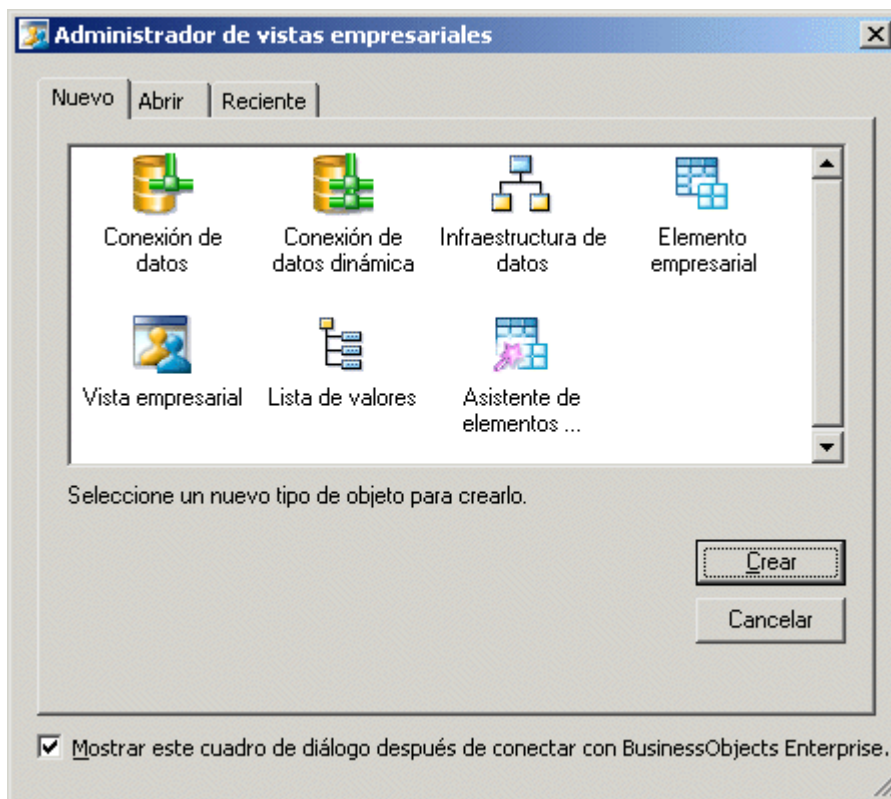 Administrador de vistas empresariales
Nuevo
Abrir
Reciente
Conexión de
datos
Conexión de
datos dinámica
Infraestructura de
datos
Elemento
empresarial
Vista empresarial
Lista de valores
Asistente de
elementos ...
Seleccione un nuevo tipo de objeto para crearlo.
Crear
Cancelar
Mostrar este cuadro de diálogo después de conectar con BusinessObjects Enterprise.